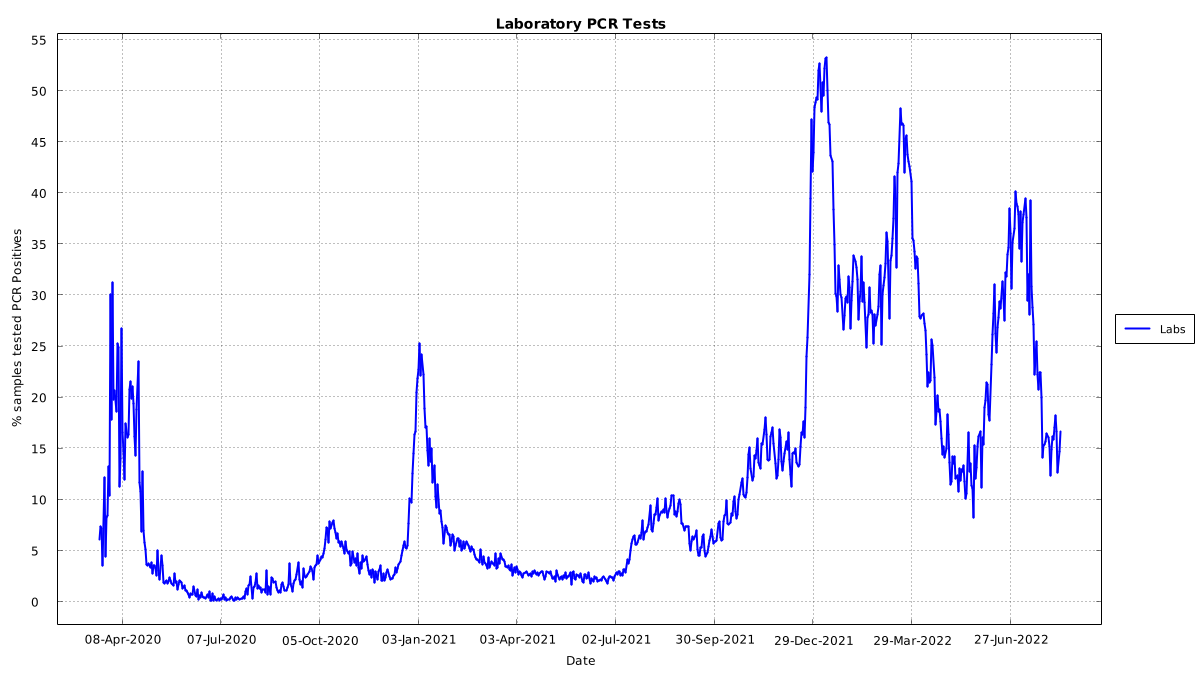 Laboratory PCR Tests
55
50
45
40
35
30
25
20
15
10
5
0
% samples tested PCR Positives
08-Apr-2020 07-Jul-2020 05-Oct-2020 03-Jan-2021 03-Apr-2021 02-Jul-2021 30-Sep-2021 29-Dec-2021 29-Mar-2022 27-Jun-2022
Date
Labs